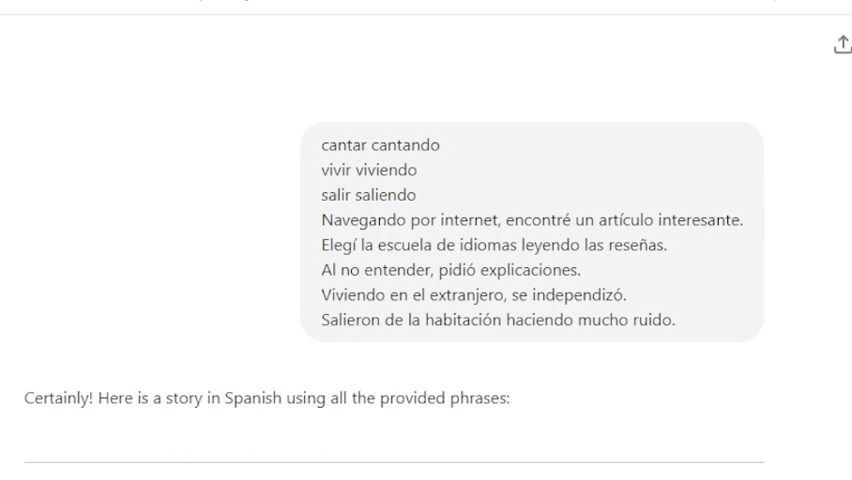 cantar cantando
vivir viviendo
salir saliendo
Navegando por internet, encontré un artículo interesante.
Elegí la escuela de idiomas leyendo las reseñas.
Al no entender, pidió explicaciones.
Viviendo en el extranjero, se independizó.
Salieron de la habitación haciendo mucho ruido.
Certainly! Here is a story in Spanish using all the provided phrases: